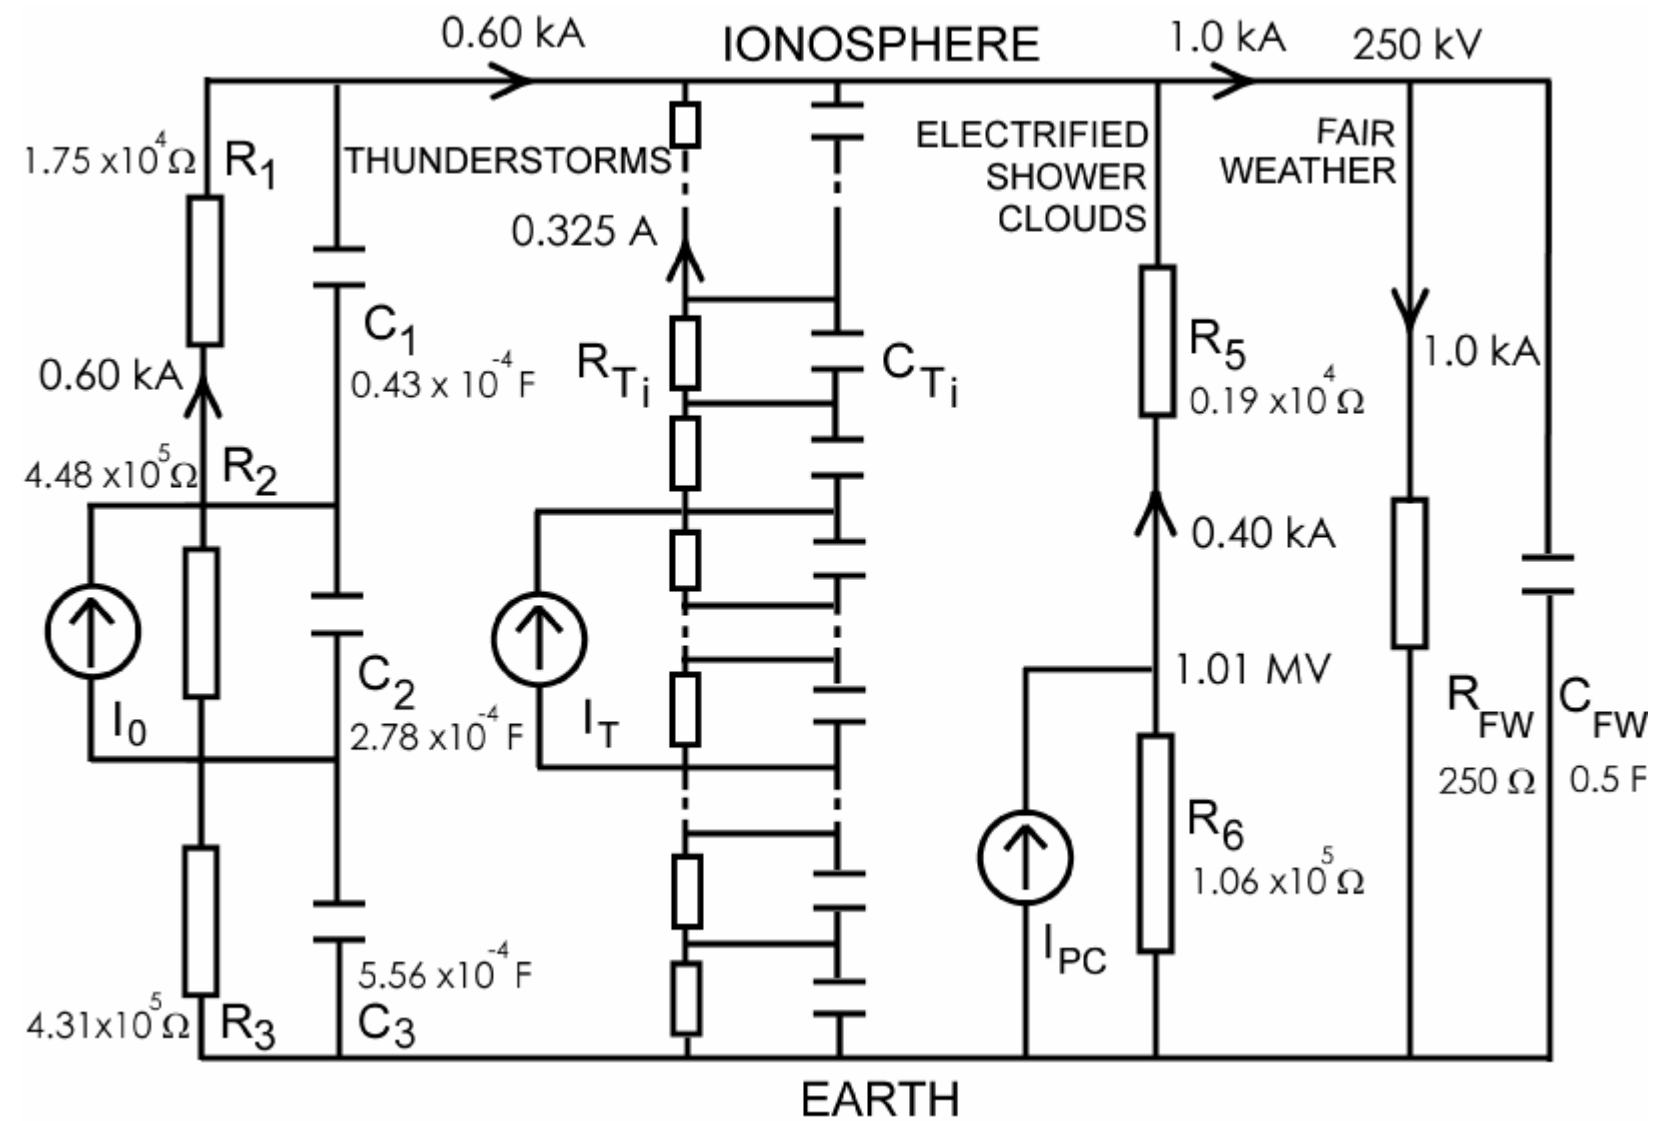 0.60 kA
IONOSPHERE
1.0 kA
250 kV
1.75 x10⁴Ω
R₁
THUNDERSTORMS
ELECTRIFIED
SHOWER
CLOUDS
FAIR
WEATHER
0.325 A
C₁
0.43 x 10⁻⁴F
0.60 kA
R_Ti
C_Ti
R₅
0.19 x10⁴Ω
1.0 kA
4.48 x10⁵Ω
R₂
0.40 kA
I₀
C₂
2.78 x10⁻⁴F
I_T
1.01 MV
R_FW
250 Ω
C_FW
0.5 F
R₆
1.06 x10⁵Ω
I_PC
5.56 x10⁻⁴F
C₃
4.31x10⁵Ω
R₃
EARTH